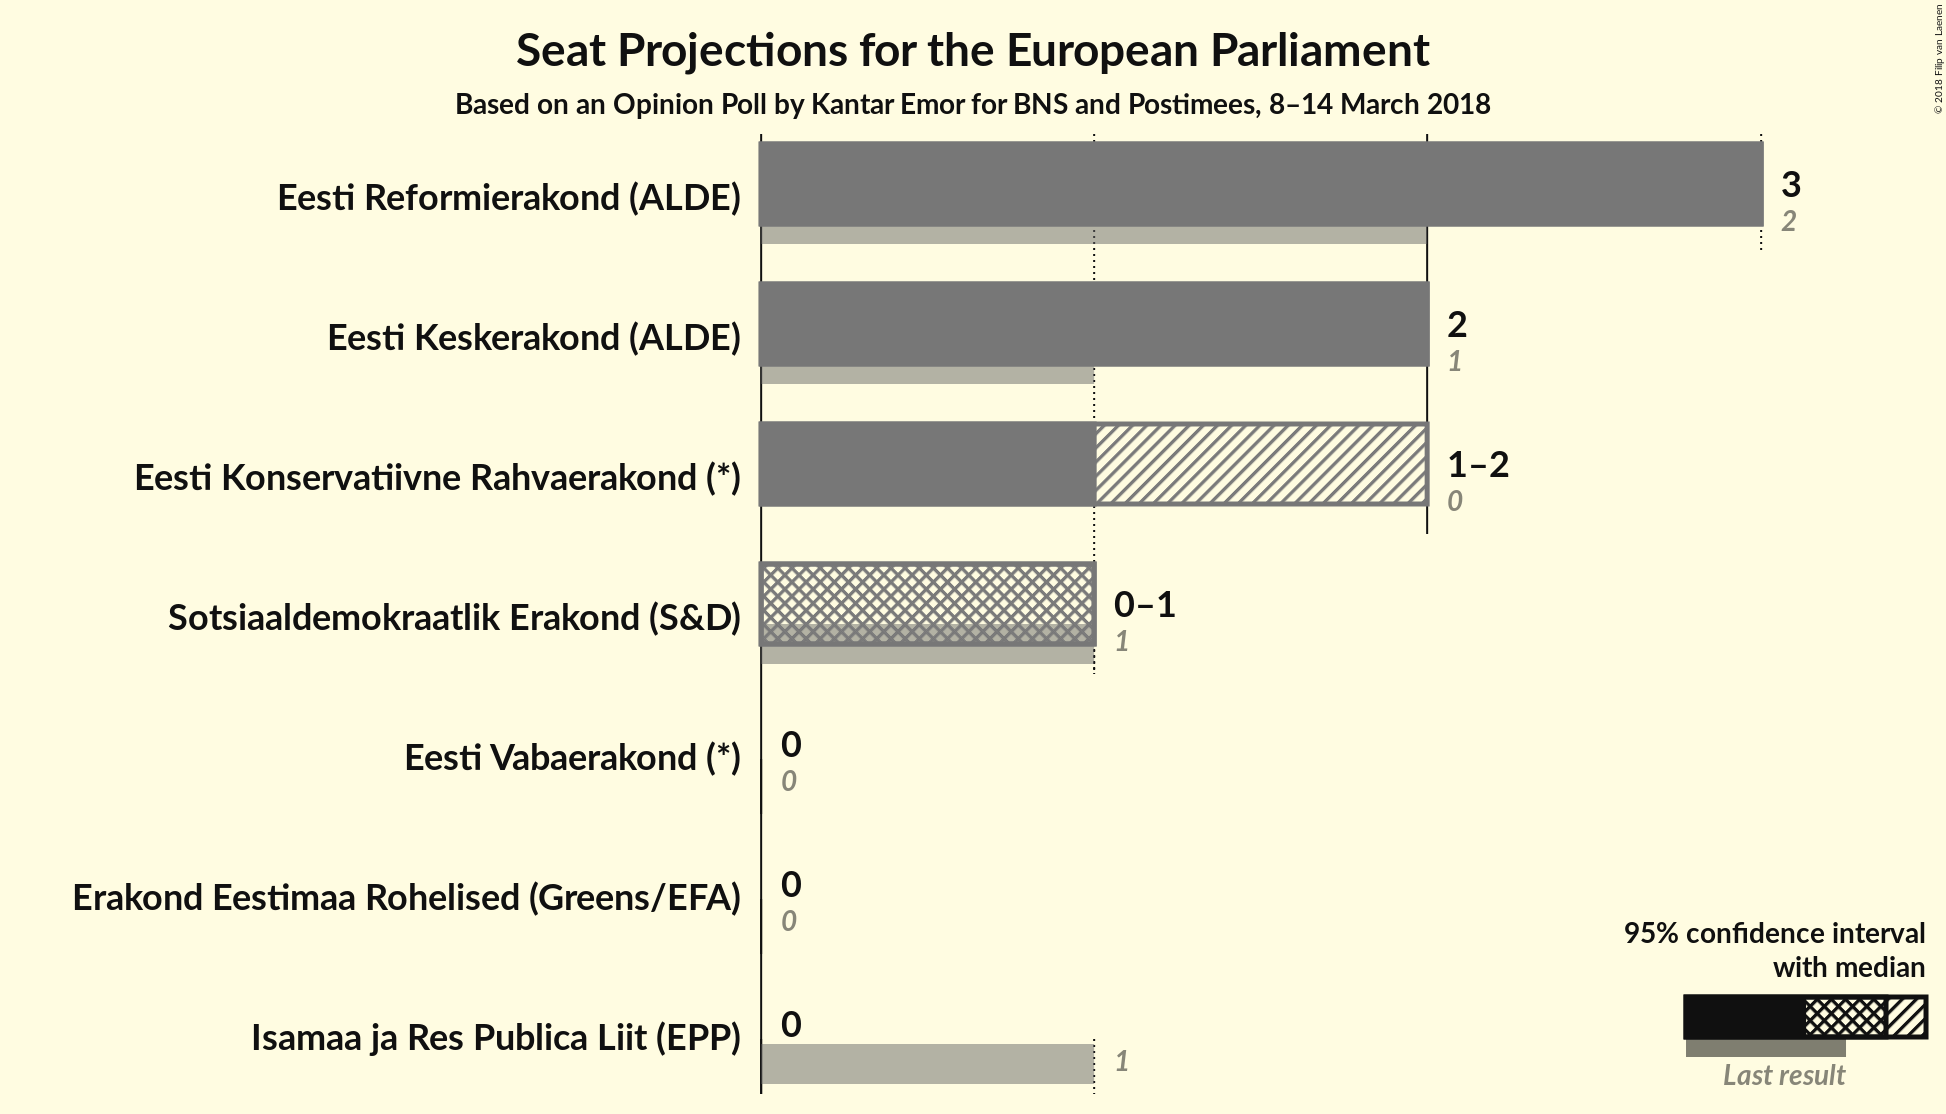 Seat Projections for the European Parliament
Based on an Opinion Poll by Kantar Emor for BNS and Postimees, 8–14 March 2018
© 2018 Filip van Laenen
Eesti Reformierakond (ALDE)
3
2
Eesti Keskerakond (ALDE)
2
1
Eesti Konservatiivne Rahvaerakond (*)
1–2
0
Sotsiaaldemokraatlik Erakond (S&D)
0–1
1
Eesti Vabaerakond (*)
0
0
Erakond Eestimaa Rohelised (Greens/EFA)
0
0
Isamaa ja Res Publica Liit (EPP)
0
1
95% confidence interval
with median
Last result